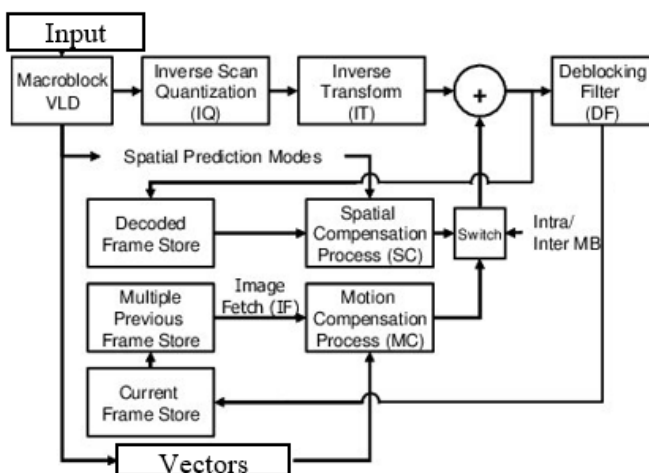 Input
Macroblock
VLD
Inverse Scan
Quantization
(IQ)
Inverse
Transform
(IT)
+
Deblocking
Filter
(DF)
Spatial Prediction Modes
Decoded
Frame Store
Spatial
Compensation
Process (SC)
Switch
Intra/
Inter MB
Multiple
Previous
Frame Store
Image
Fetch (IF)
Motion
Compensation
Process (MC)
Current
Frame Store
Vectors